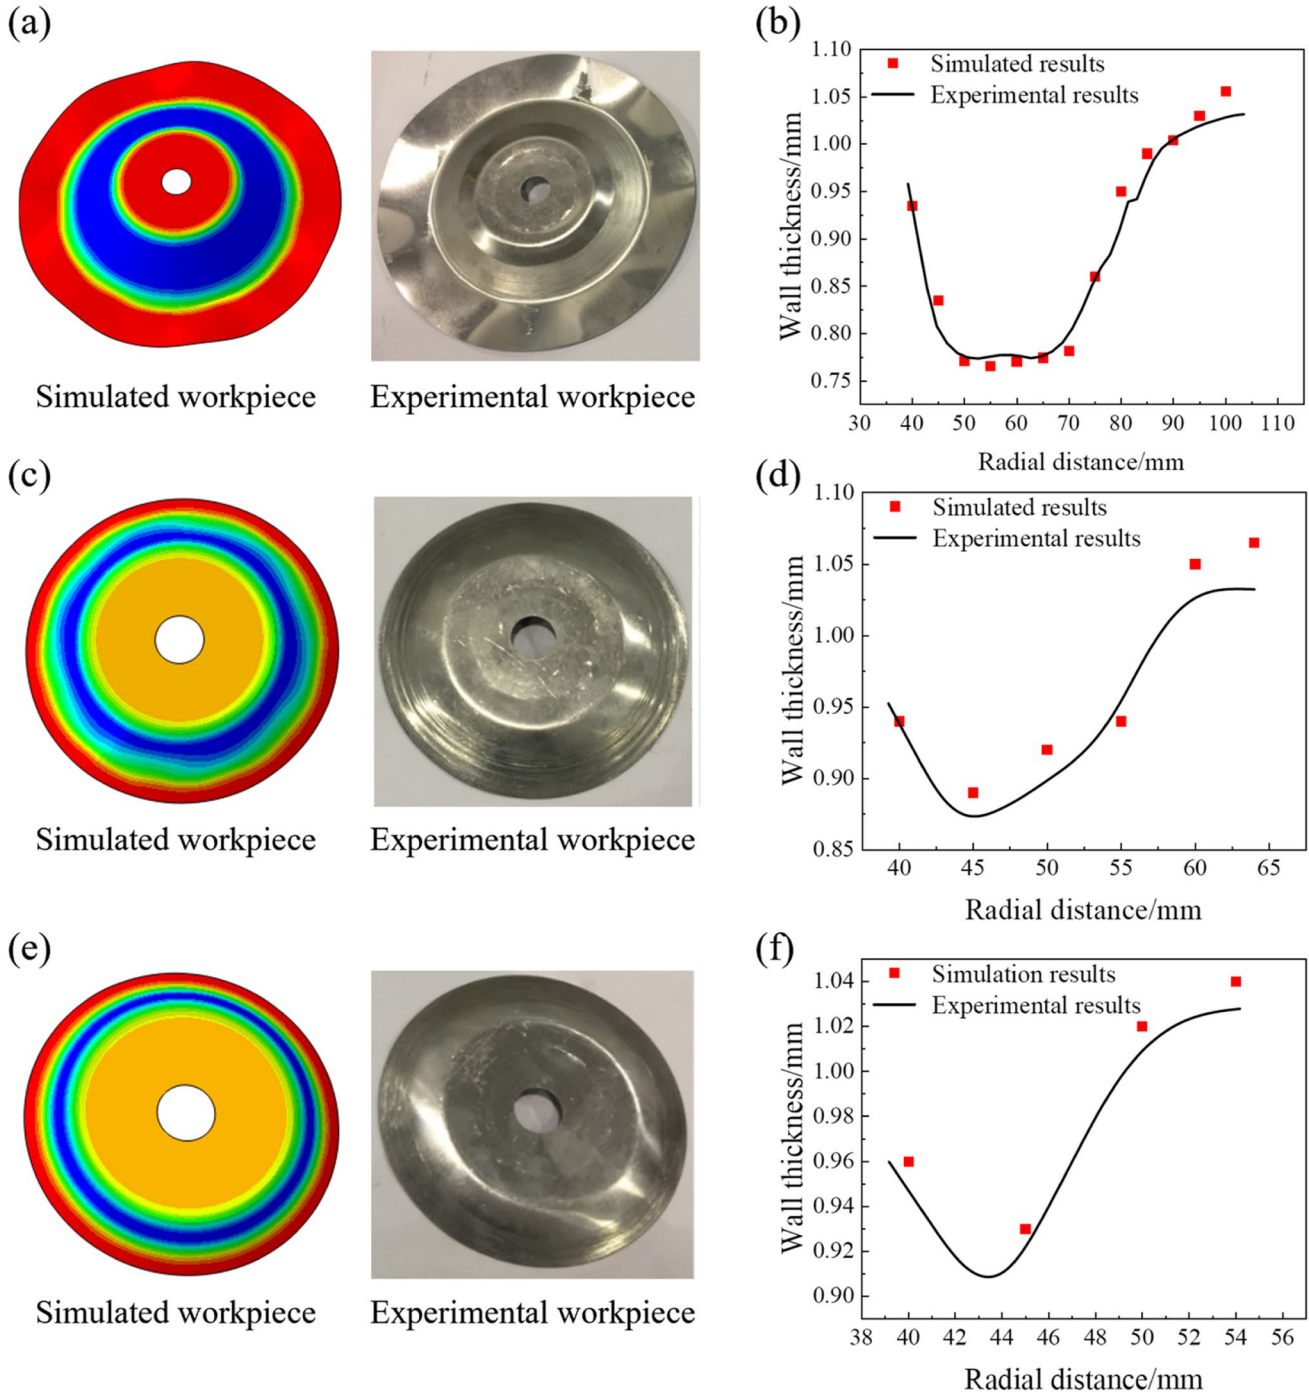 (a)
Simulated workpiece
Experimental workpiece
(b)
Simulated results
Experimental results
1.10
1.05
1.00
0.95
0.90
0.85
0.80
0.75
Wall thickness/mm
30 40 50 60 70 80 90 100 110
Radial distance/mm
(c)
Simulated workpiece
Experimental workpiece
(d)
Simulated results
Experimental results
1.10
1.05
1.00
0.95
0.90
0.85
Wall thickness/mm
40 45 50 55 60 65
Radial distance/mm
(e)
Simulated workpiece
Experimental workpiece
(f)
Simulation results
Experimental results
1.04
1.02
1.00
0.98
0.96
0.94
0.92
0.90
Wall thickness/mm
38 40 42 44 46 48 50 52 54 56
Radial distance/mm